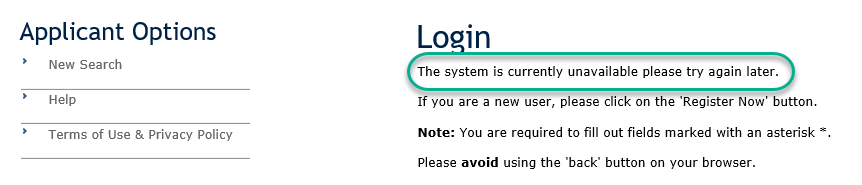 Applicant Options
New Search
Help
Terms of Use & Privacy Policy
Login
The system is currently unavailable please try again later.
If you are a new user, please click on the 'Register Now' button.
Note: You are required to fill out fields marked with an asterisk *.
Please avoid using the 'back' button on your browser.